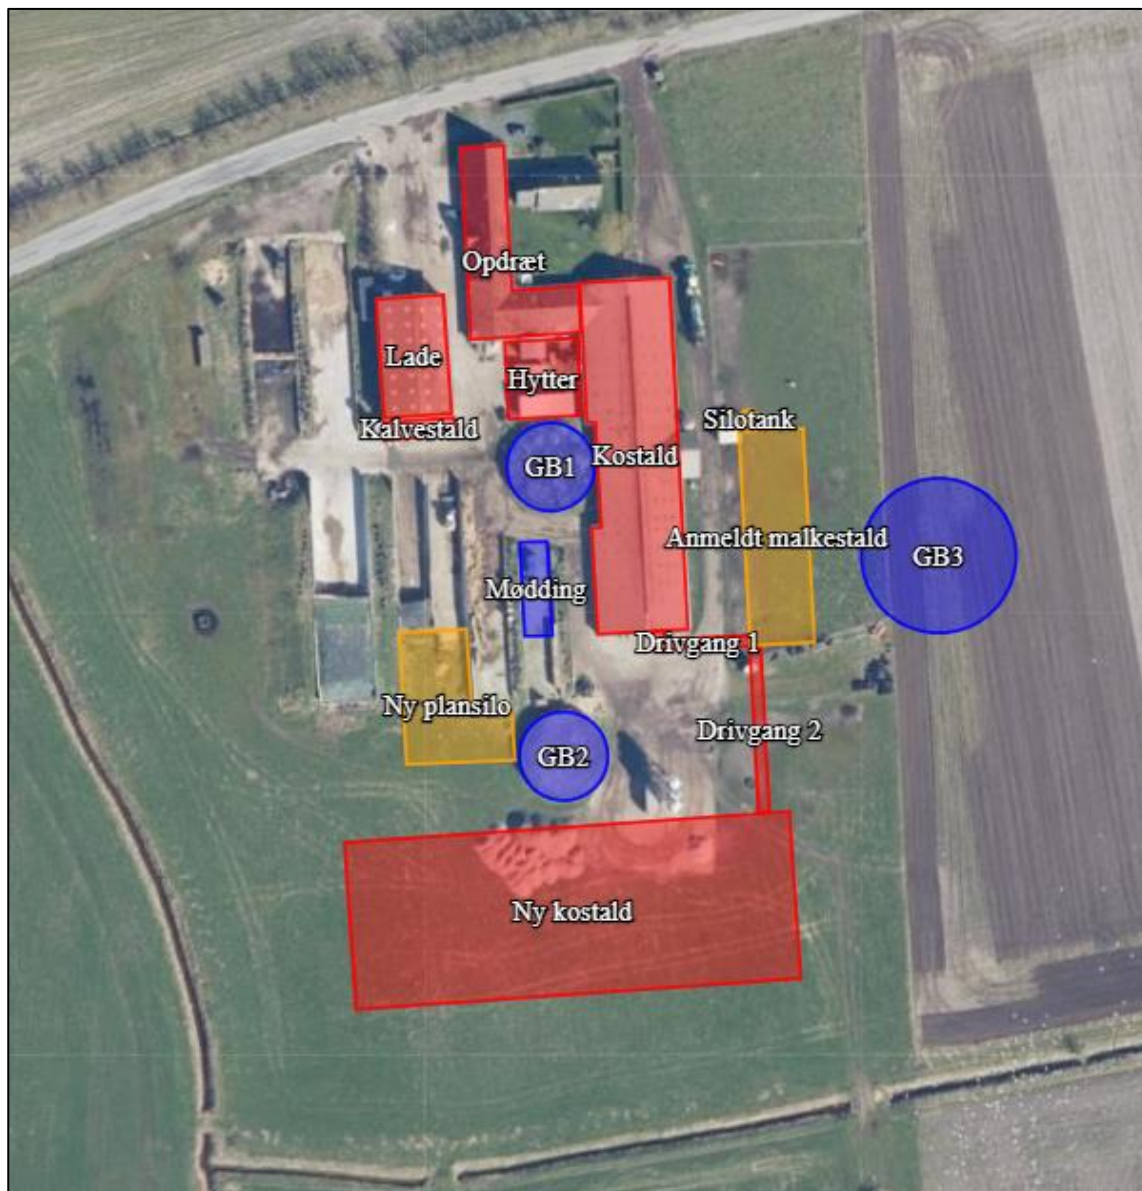 Opdræt
Lade
Hytter
Kalvestald
Silotank
GB1
Kostald
Anmeldt malkestald
GB3
Mødding
Drivgang 1
Ny plansilo
Drivgang 2
GB2
Ny kostald